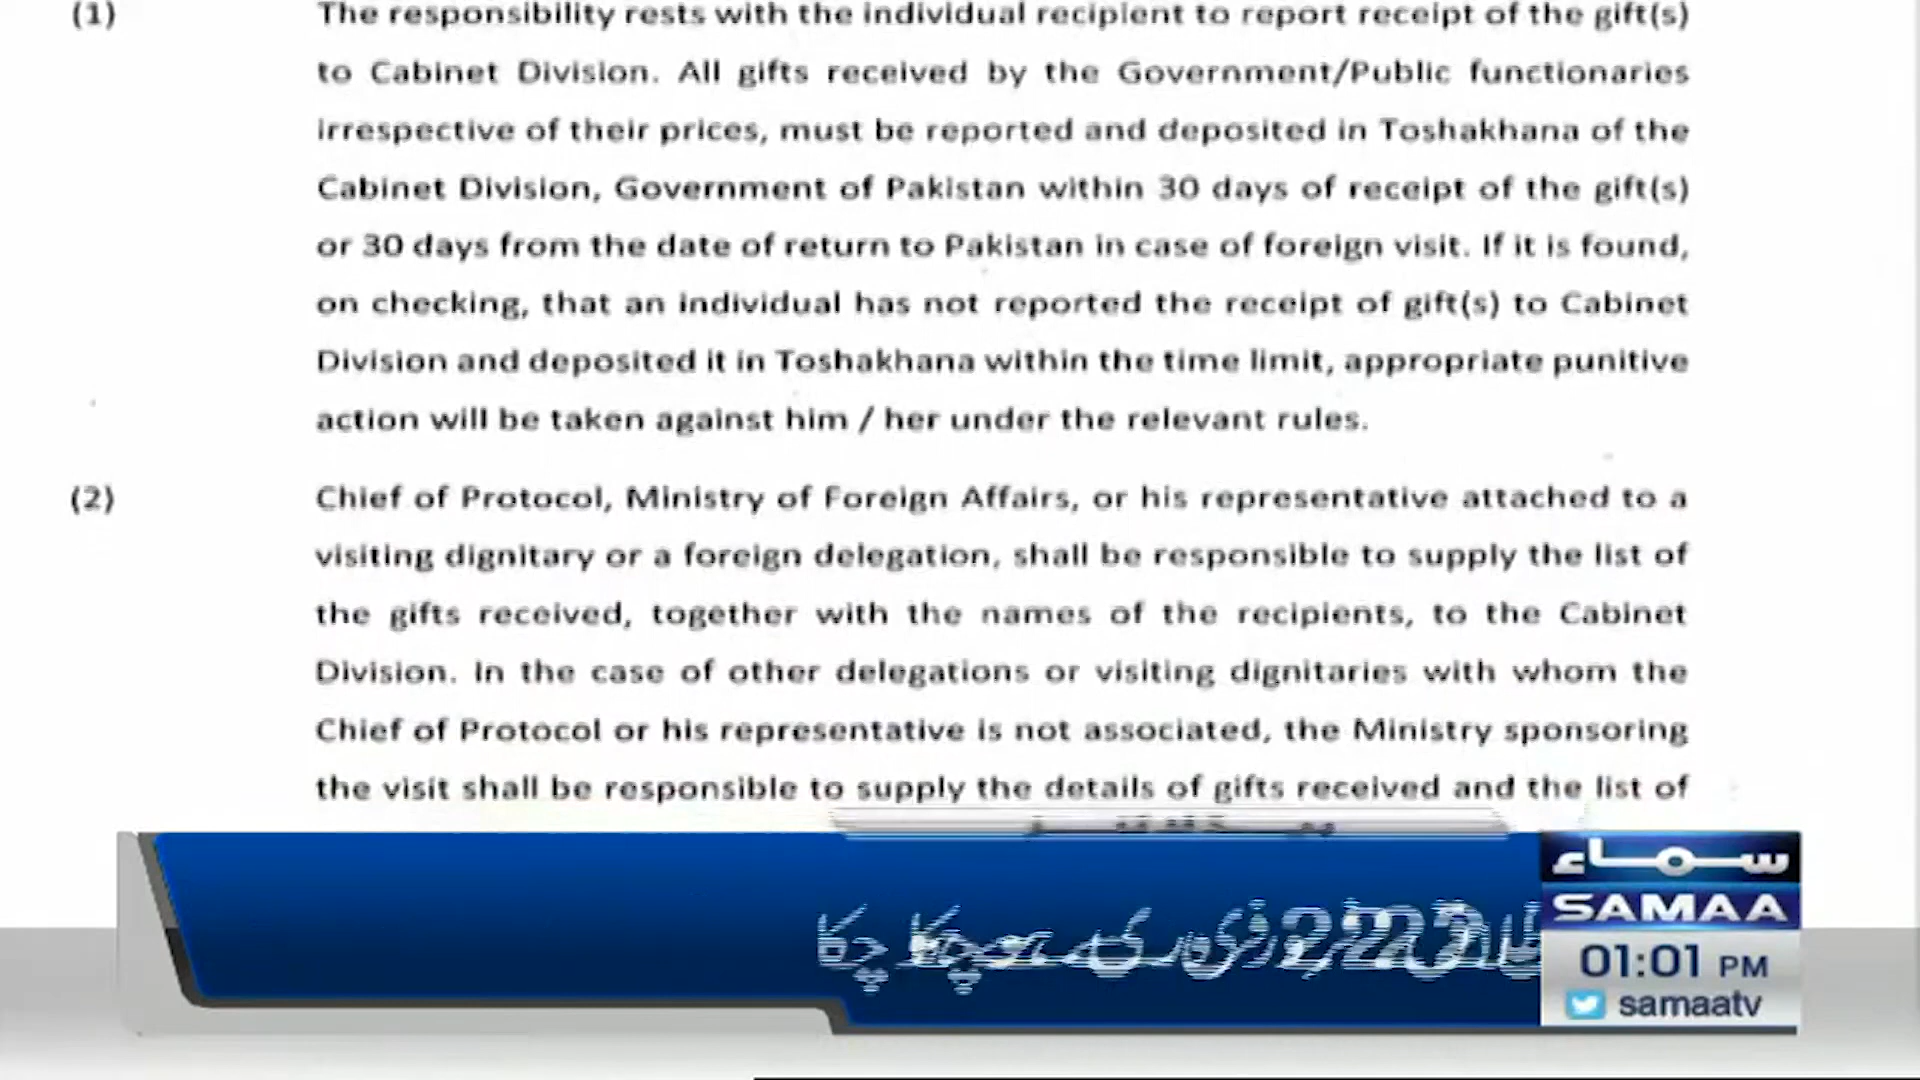 (1) The responsibility rests with the individual recipient to report receipt of the gift(s)
to Cabinet Division. All gifts received by the Government/Public functionaries
irrespective of their prices, must be reported and deposited in Toshakhana of the
Cabinet Division, Government of Pakistan within 30 days of receipt of the gift(s)
or 30 days from the date of return to Pakistan in case of foreign visit. If it is found,
on checking, that an individual has not reported the receipt of gift(s) to Cabinet
Division and deposited it in Toshakhana within the time limit, appropriate punitive
action will be taken against him / her under the relevant rules.
(2) Chief of Protocol, Ministry of Foreign Affairs, or his representative attached to a
visiting dignitary or a foreign delegation, shall be responsible to supply the list of
the gifts received, together with the names of the recipients, to the Cabinet
Division. In the case of other delegations or visiting dignitaries with whom the
Chief of Protocol or his representative is not associated, the Ministry sponsoring
the visit shall be responsible to supply the details of gifts received and the list of
سماء
SAMAA
01:01 PM
samaatv